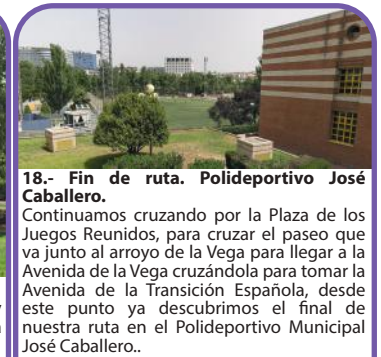 18.- Fin de ruta. Polideportivo José
Caballero.
Continuamos cruzando por la Plaza de los
Juegos Reunidos, para cruzar el paseo que
va junto al arroyo de la Vega para llegar a la
Avenida de la Vega cruzándola para tomar la
Avenida de la Transición Española, desde
este punto ya descubrimos el final de
nuestra ruta en el Polideportivo Municipal
José Caballero..